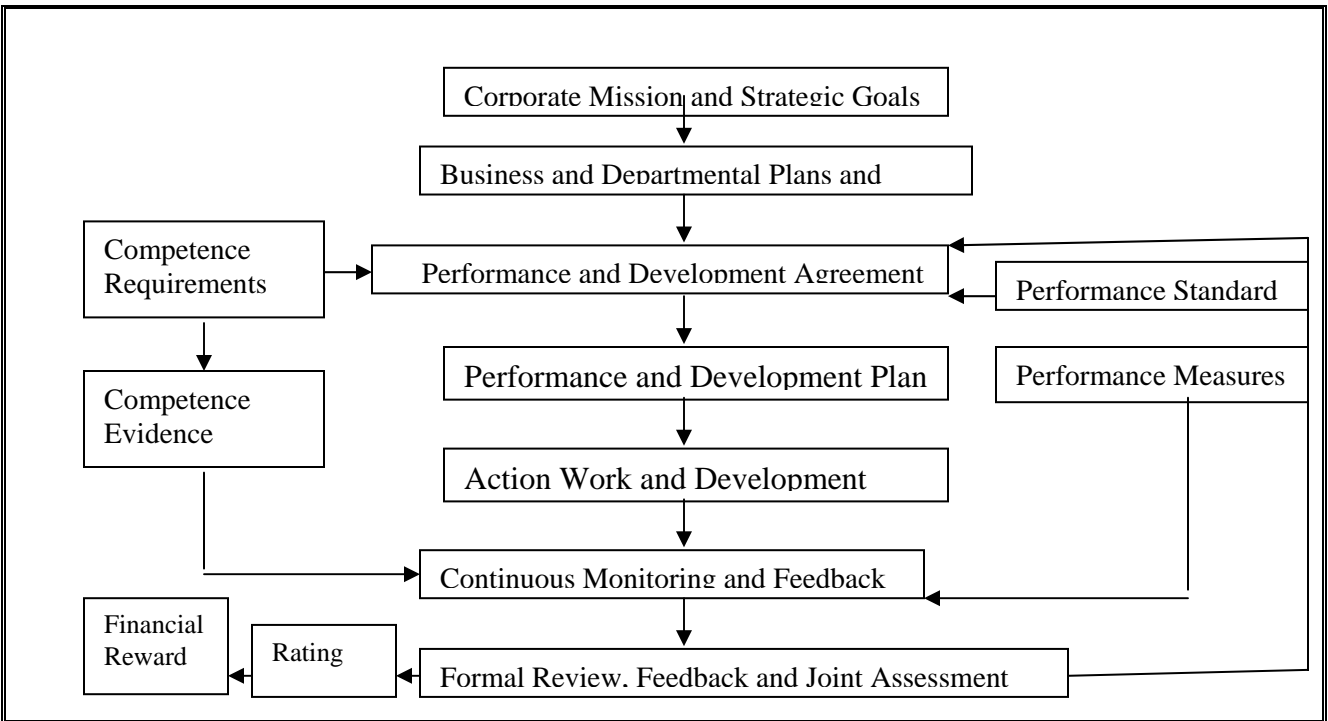 Corporate Mission and Strategic Goals
Business and Departmental Plans and
Competence
Requirements
Performance and Development Agreement
Performance Standard
Performance and Development Plan
Performance Measures
Competence
Evidence
Action Work and Development
Continuous Monitoring and Feedback
Financial
Reward
Rating
Formal Review, Feedback and Joint Assessment